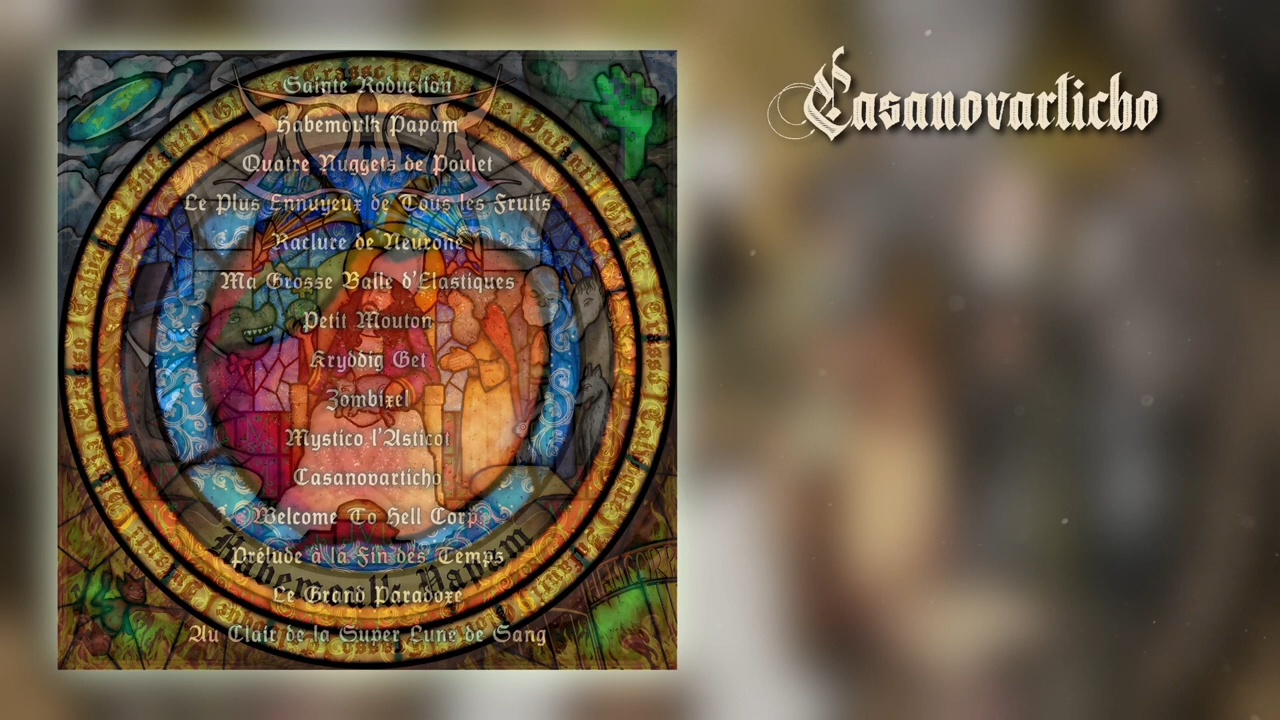 Sainte Roduction
Habemoulk Papam
Quatre Nuggets de Poulet
Le Plus Ennuyeux de Tous les Fruits
Raclure de Neurone
Ma Grosse Balle d'Elastiques
Petit Mouton
Kryddig Get
Zombixel
Mystico l'Asticot
Casanovarticho
Welcome To Hell Corp.
Prélude à la Fin des Temps
Habemoulk Papam
Le Grand Paradoxe
Au Clair de la Super Lune de Sang
Casanovarticho